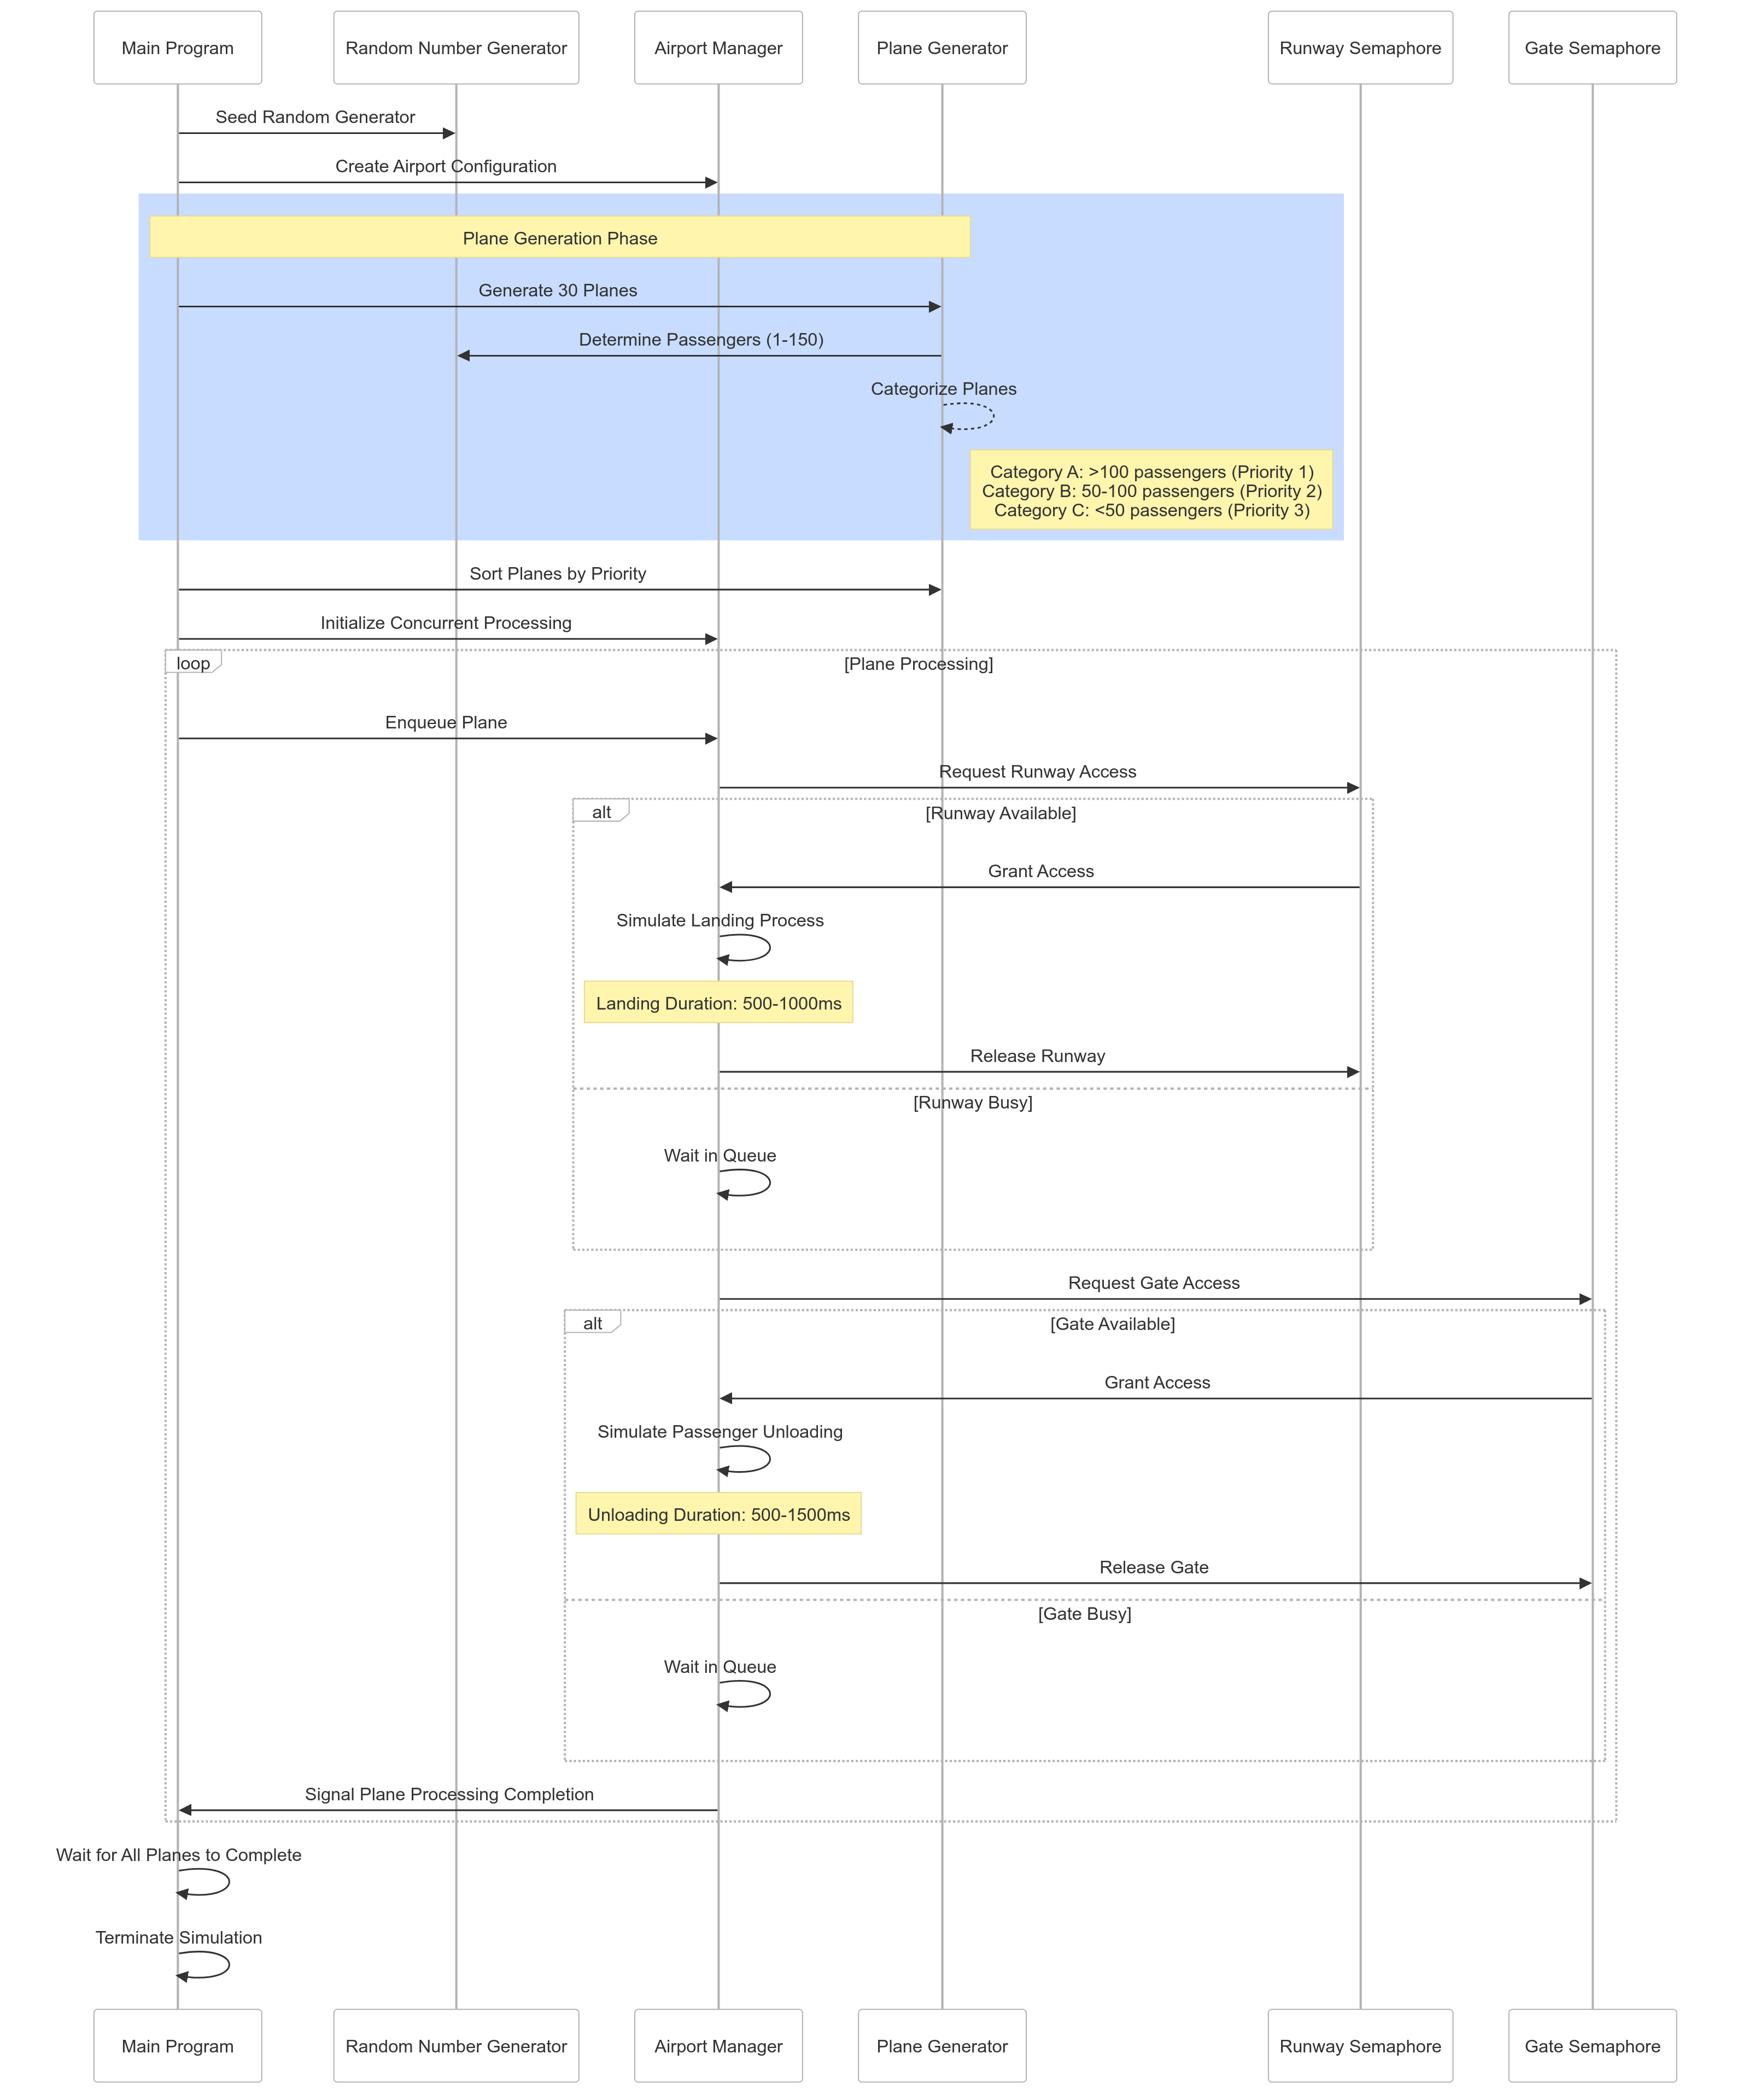 Main Program
Random Number Generator
Airport Manager
Plane Generator
Runway Semaphore
Gate Semaphore
Seed Random Generator
Create Airport Configuration
Plane Generation Phase
Generate 30 Planes
Determine Passengers (1-150)
Categorize Planes
Category A: >100 passengers (Priority 1)
Category B: 50-100 passengers (Priority 2)
Category C: <50 passengers (Priority 3)
Sort Planes by Priority
Initialize Concurrent Processing
loop
[Plane Processing]
Enqueue Plane
Request Runway Access
alt
[Runway Available]
Grant Access
Simulate Landing Process
Landing Duration: 500-1000ms
Release Runway
[Runway Busy]
Wait in Queue
Request Gate Access
alt
[Gate Available]
Grant Access
Simulate Passenger Unloading
Unloading Duration: 500-1500ms
Release Gate
[Gate Busy]
Wait in Queue
Signal Plane Processing Completion
Wait for All Planes to Complete
Terminate Simulation
Main Program
Random Number Generator
Airport Manager
Plane Generator
Runway Semaphore
Gate Semaphore